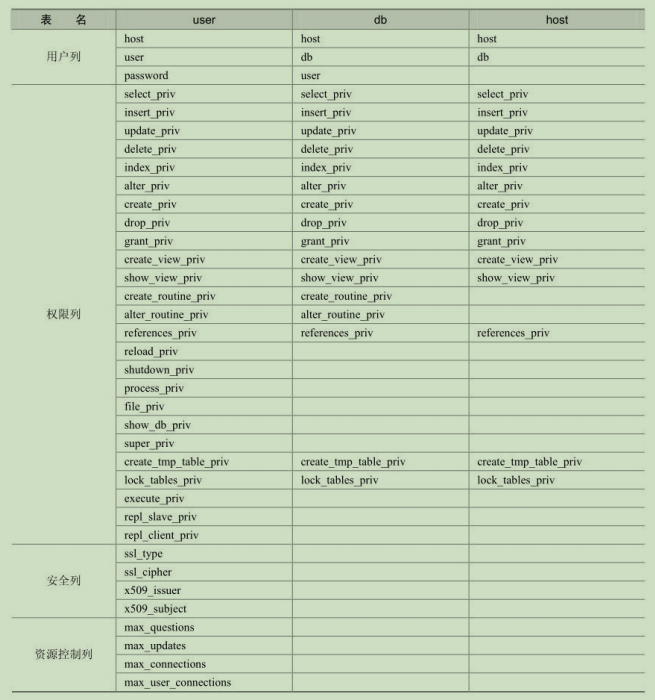 表 名 user db host
用户列 host host host
user db db
password user
权限列 select_priv select_priv select_priv
insert_priv insert_priv insert_priv
update_priv update_priv update_priv
delete_priv delete_priv delete_priv
index_priv index_priv index_priv
alter_priv alter_priv alter_priv
create_priv create_priv create_priv
drop_priv drop_priv drop_priv
grant_priv grant_priv grant_priv
create_view_priv create_view_priv create_view_priv
show_view_priv show_view_priv show_view_priv
create_routine_priv create_routine_priv
alter_routine_priv alter_routine_priv
references_priv references_priv references_priv
reload_priv
shutdown_priv
process_priv
file_priv
show_db_priv
super_priv
create_tmp_table_priv create_tmp_table_priv create_tmp_table_priv
lock_tables_priv lock_tables_priv lock_tables_priv
execute_priv
repl_slave_priv
repl_client_priv
安全列 ssl_type
ssl_cipher
x509_issuer
x509_subject
资源控制列 max_questions
max_updates
max_connections
max_user_connections